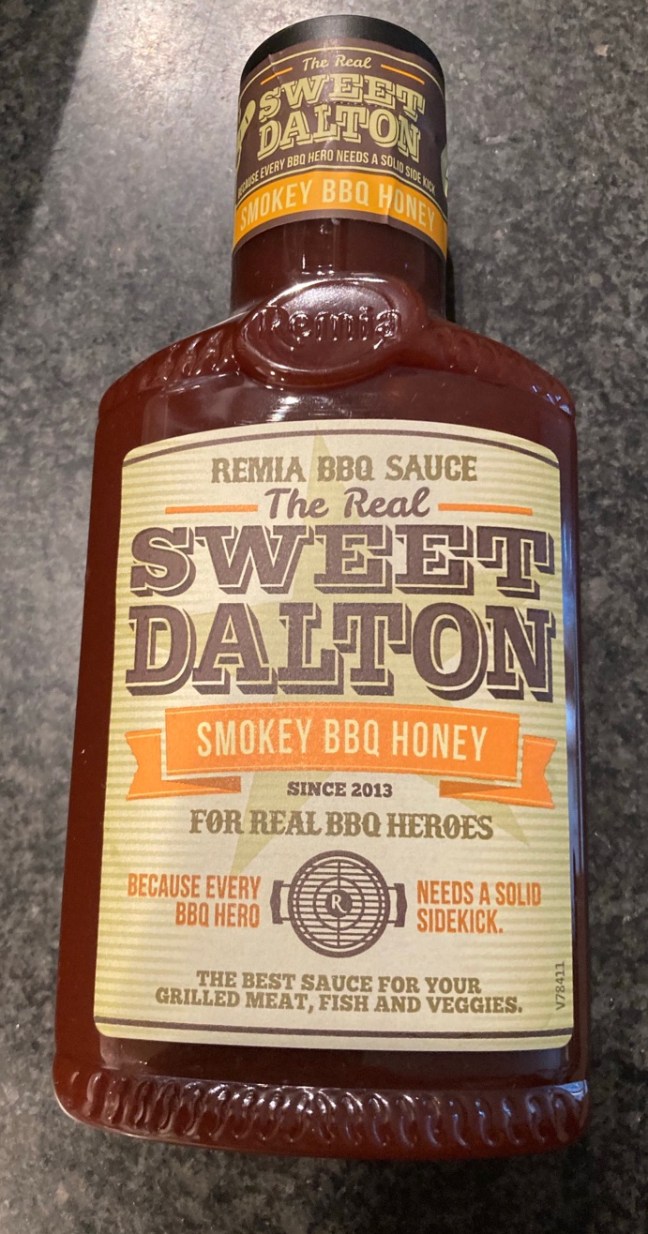 The Real
SWEET
DALTON
BECAUSE EVERY BBQ HERO NEEDS A SOLID SIDE KICK
SMOKEY BBQ HONEY
Remia
REMIA BBQ SAUCE
The Real
SWEET
DALTON
SMOKEY BBQ HONEY
SINCE 2013
FOR REAL BBQ HEROES
BECAUSE EVERY
BBQ HERO
R
NEEDS A SOLID
SIDEKICK.
THE BEST SAUCE FOR YOUR
GRILLED MEAT, FISH AND VEGGIES.
V78411